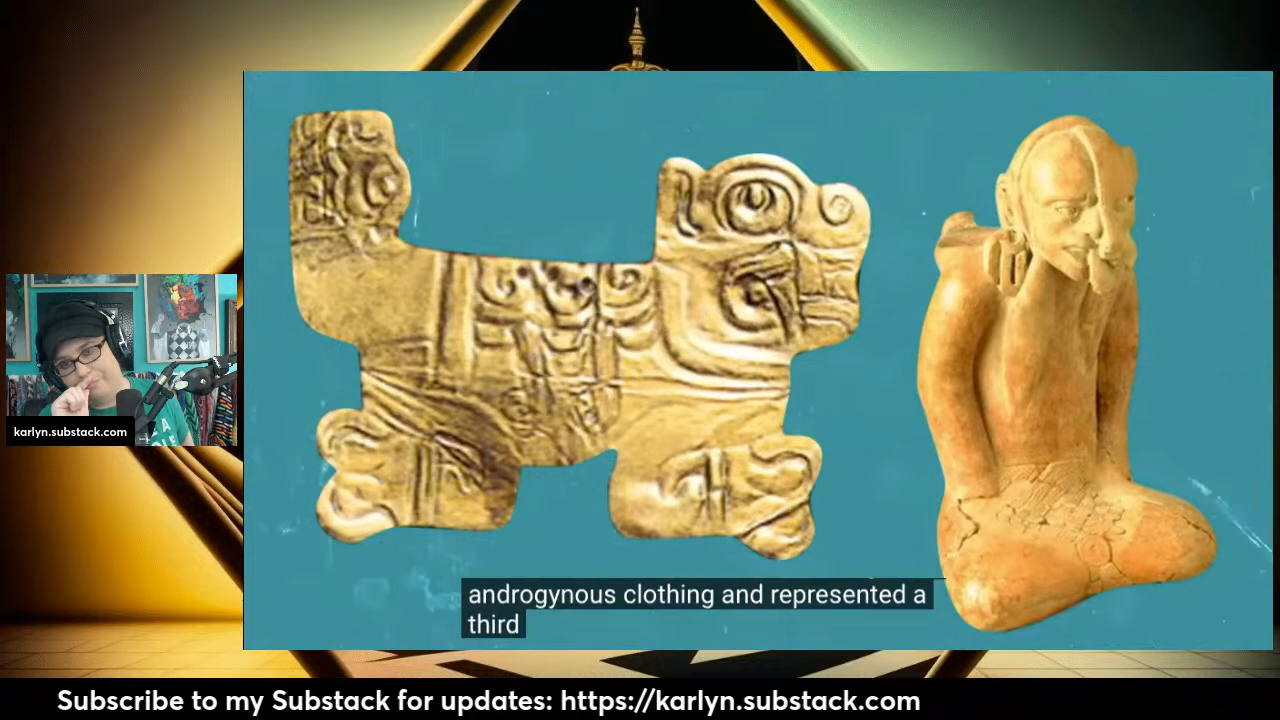 karlyn.substack.com
androgynous clothing and represented a
third
Subscribe to my Substack for updates: https://karlyn.substack.com